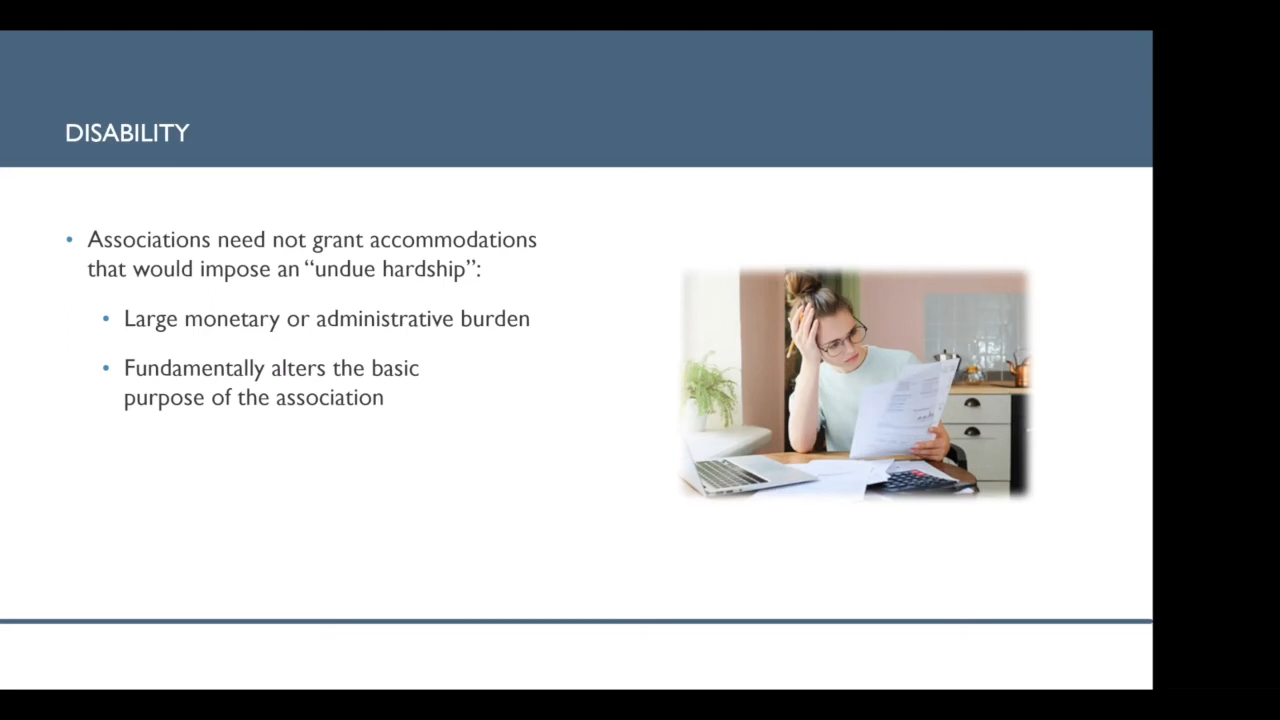 DISABILITY
• Associations need not grant accommodations
that would impose an “undue hardship”:
• Large monetary or administrative burden
• Fundamentally alters the basic
purpose of the association